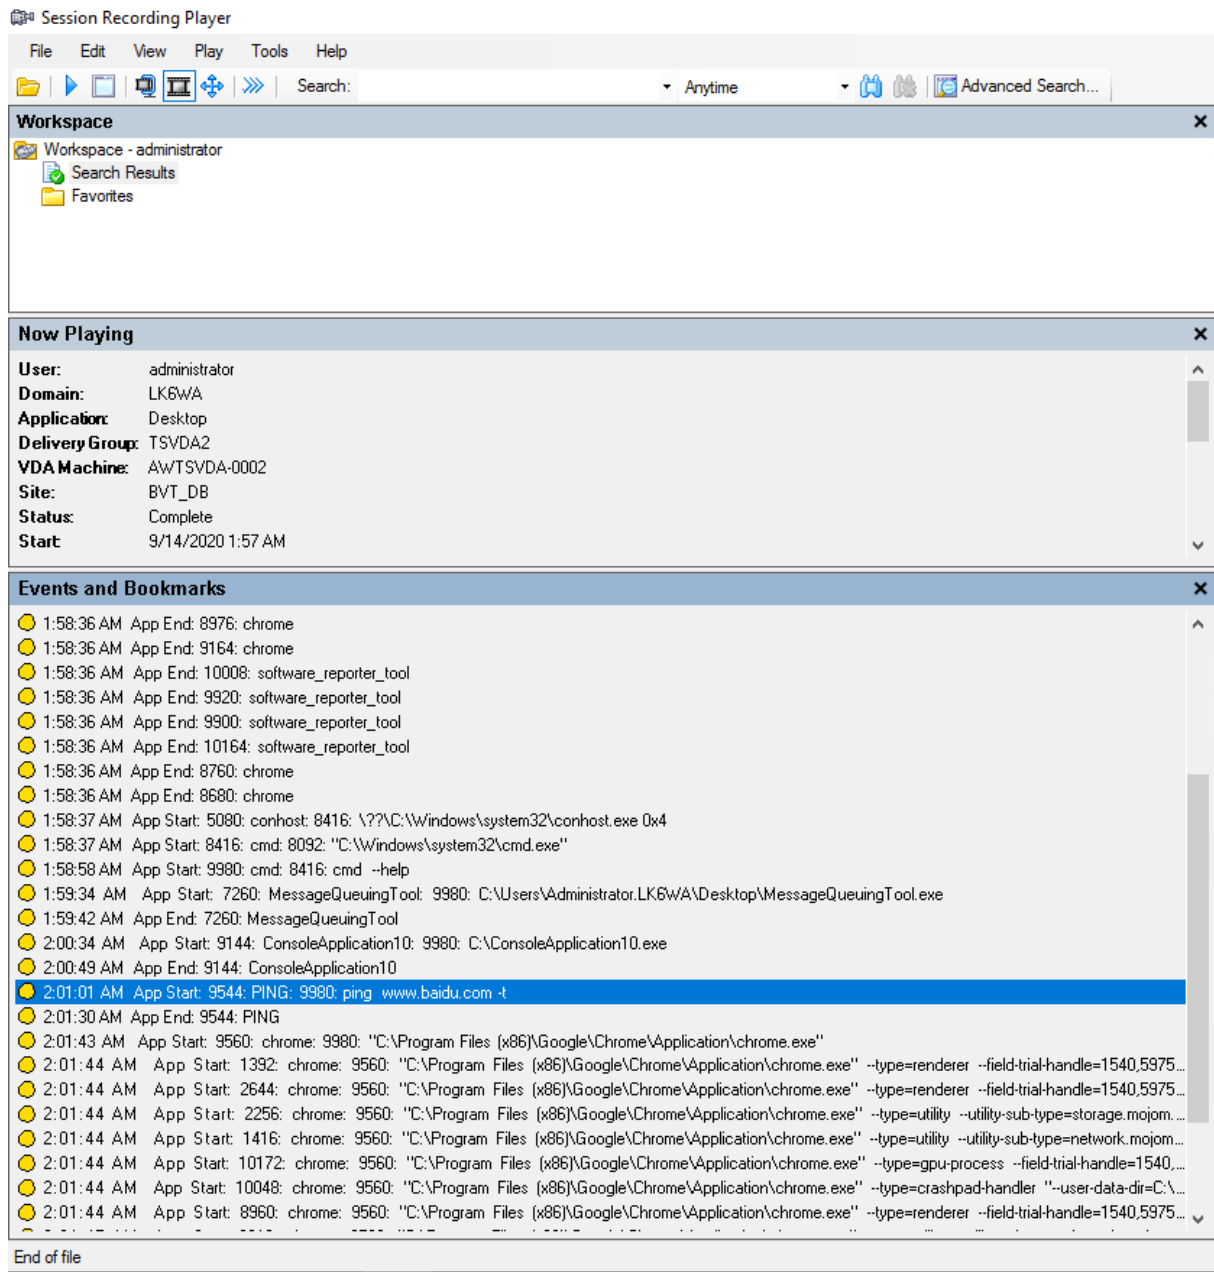 Session Recording Player
File Edit View Play Tools Help
Search: Anytime Advanced Search...
Workspace
Workspace - administrator
Search Results
Favorites
Now Playing
User: administrator
Domain: LK6WA
Application: Desktop
Delivery Group: TSVDA2
VDA Machine: AWTSVDA-0002
Site: BVT_DB
Status: Complete
Start: 9/14/2020 1:57 AM
Events and Bookmarks
1:58:36 AM App End: 8976: chrome
1:58:36 AM App End: 9164: chrome
1:58:36 AM App End: 10008: software_reporter_tool
1:58:36 AM App End: 9920: software_reporter_tool
1:58:36 AM App End: 9900: software_reporter_tool
1:58:36 AM App End: 10164: software_reporter_tool
1:58:36 AM App End: 8760: chrome
1:58:36 AM App End: 8680: chrome
1:58:37 AM App Start: 5080: conhost: 8416: \??\C:\Windows\system32\conhost.exe 0x4
1:58:37 AM App Start: 8416: cmd: 8092: "C:\Windows\system32\cmd.exe"
1:58:58 AM App Start: 9980: cmd: 8416: cmd --help
1:59:34 AM App Start: 7260: MessageQueuingTool: 9980: C:\Users\Administrator.LK6WA\Desktop\MessageQueuingTool.exe
1:59:42 AM App End: 7260: MessageQueuingTool
2:00:34 AM App Start: 9144: ConsoleApplication10: 9980: C:\ConsoleApplication10.exe
2:00:49 AM App End: 9144: ConsoleApplication10
2:01:01 AM App Start: 9544: PING: 9980: ping www.baidu.com -t
2:01:30 AM App End: 9544: PING
2:01:43 AM App Start: 9560: chrome: 9980: "C:\Program Files (x86)\Google\Chrome\Application\chrome.exe"
2:01:44 AM App Start: 1392: chrome: 9560: "C:\Program Files (x86)\Google\Chrome\Application\chrome.exe" --type=renderer --field-trial-handle=1540,5975...
2:01:44 AM App Start: 2644: chrome: 9560: "C:\Program Files (x86)\Google\Chrome\Application\chrome.exe" --type=renderer --field-trial-handle=1540,5975...
2:01:44 AM App Start: 2256: chrome: 9560: "C:\Program Files (x86)\Google\Chrome\Application\chrome.exe" --type=utility --utility-sub-type=storage.mojom....
2:01:44 AM App Start: 1416: chrome: 9560: "C:\Program Files (x86)\Google\Chrome\Application\chrome.exe" --type=utility --utility-sub-type=network.mojom...
2:01:44 AM App Start: 10172: chrome: 9560: "C:\Program Files (x86)\Google\Chrome\Application\chrome.exe" --type=gpu-process --field-trial-handle=1540,...
2:01:44 AM App Start: 10048: chrome: 9560: "C:\Program Files (x86)\Google\Chrome\Application\chrome.exe" --type=crashpad-handler "--user-data-dir=C:\...
2:01:44 AM App Start: 8960: chrome: 9560: "C:\Program Files (x86)\Google\Chrome\Application\chrome.exe" --type=renderer --field-trial-handle=1540,5975...
End of file